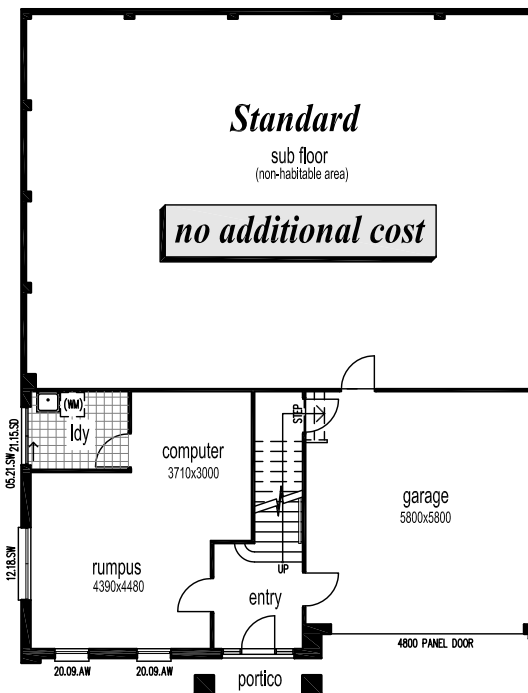 Standard
sub floor
(non-habitable area)
no additional cost
(WM)
ldy
STEP
computer
3710x3000
05.21.SW 21.15.SD
garage
5800x5800
12.18.SW
rumpus
4390x4480
UP
entry
4800 PANEL DOOR
20.09.AW
20.09.AW
portico